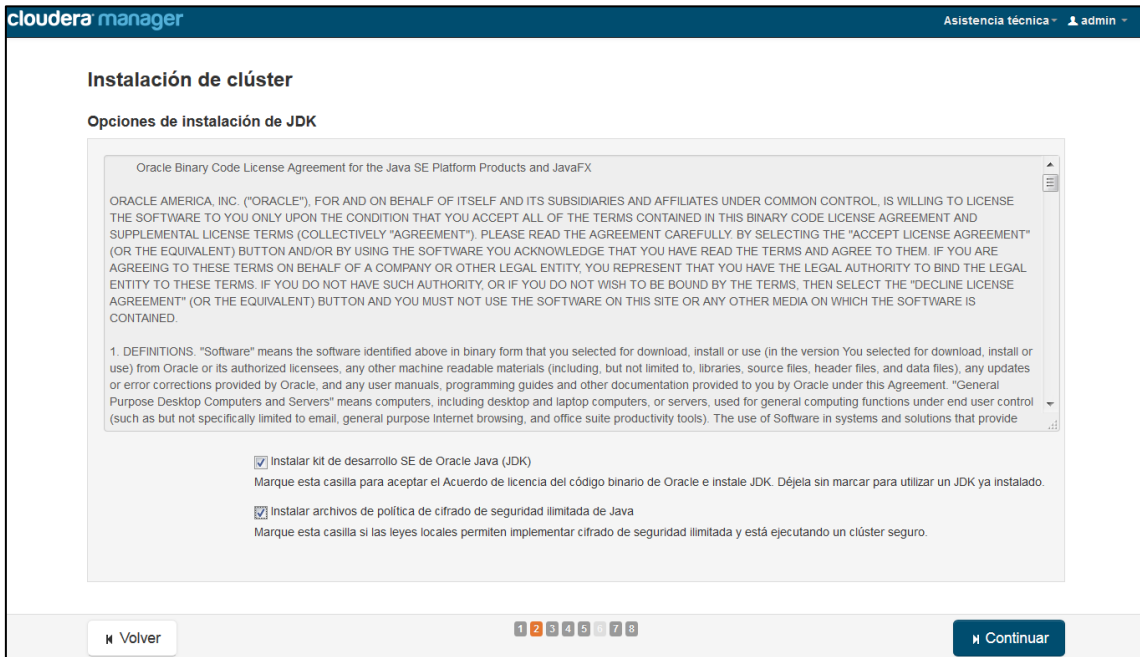 cloudera manager
Asistencia técnica
admin
Instalación de clúster
Opciones de instalación de JDK
Oracle Binary Code License Agreement for the Java SE Platform Products and JavaFX
ORACLE AMERICA, INC. ("ORACLE"), FOR AND ON BEHALF OF ITSELF AND ITS SUBSIDIARIES AND AFFILIATES UNDER COMMON CONTROL, IS WILLING TO LICENSE
THE SOFTWARE TO YOU ONLY UPON THE CONDITION THAT YOU ACCEPT ALL OF THE TERMS CONTAINED IN THIS BINARY CODE LICENSE AGREEMENT AND
SUPPLEMENTAL LICENSE TERMS (COLLECTIVELY "AGREEMENT"). PLEASE READ THE AGREEMENT CAREFULLY. BY SELECTING THE "ACCEPT LICENSE AGREEMENT"
(OR THE EQUIVALENT) BUTTON AND/OR BY USING THE SOFTWARE YOU ACKNOWLEDGE THAT YOU HAVE READ THE TERMS AND AGREE TO THEM. IF YOU ARE
AGREEING TO THESE TERMS ON BEHALF OF A COMPANY OR OTHER LEGAL ENTITY, YOU REPRESENT THAT YOU HAVE THE LEGAL AUTHORITY TO BIND THE LEGAL
ENTITY TO THESE TERMS. IF YOU DO NOT HAVE SUCH AUTHORITY, OR IF YOU DO NOT WISH TO BE BOUND BY THE TERMS, THEN SELECT THE "DECLINE LICENSE
AGREEMENT" (OR THE EQUIVALENT) BUTTON AND YOU MUST NOT USE THE SOFTWARE ON THIS SITE OR ANY OTHER MEDIA ON WHICH THE SOFTWARE IS
CONTAINED.
1. DEFINITIONS. "Software" means the software identified above in binary form that you selected for download, install or use (in the version You selected for download, install or
use) from Oracle or its authorized licensees, any other machine readable materials (including, but not limited to, libraries, source files, header files, and data files), any updates
or error corrections provided by Oracle, and any user manuals, programming guides and other documentation provided to you by Oracle under this Agreement. "General
Purpose Desktop Computers and Servers" means computers, including desktop and laptop computers, or servers, used for general computing functions under end user control
(such as but not specifically limited to email, general purpose Internet browsing, and office suite productivity tools). The use of Software in systems and solutions that provide
Instalar kit de desarrollo SE de Oracle Java (JDK)
Marque esta casilla para aceptar el Acuerdo de licencia del código binario de Oracle e instale JDK. Déjela sin marcar para utilizar un JDK ya instalado.
Instalar archivos de política de cifrado de seguridad ilimitada de Java
Marque esta casilla si las leyes locales permiten implementar cifrado de seguridad ilimitada y está ejecutando un clúster seguro.
Volver
1 2 3 4 5 6 7 8
Continuar